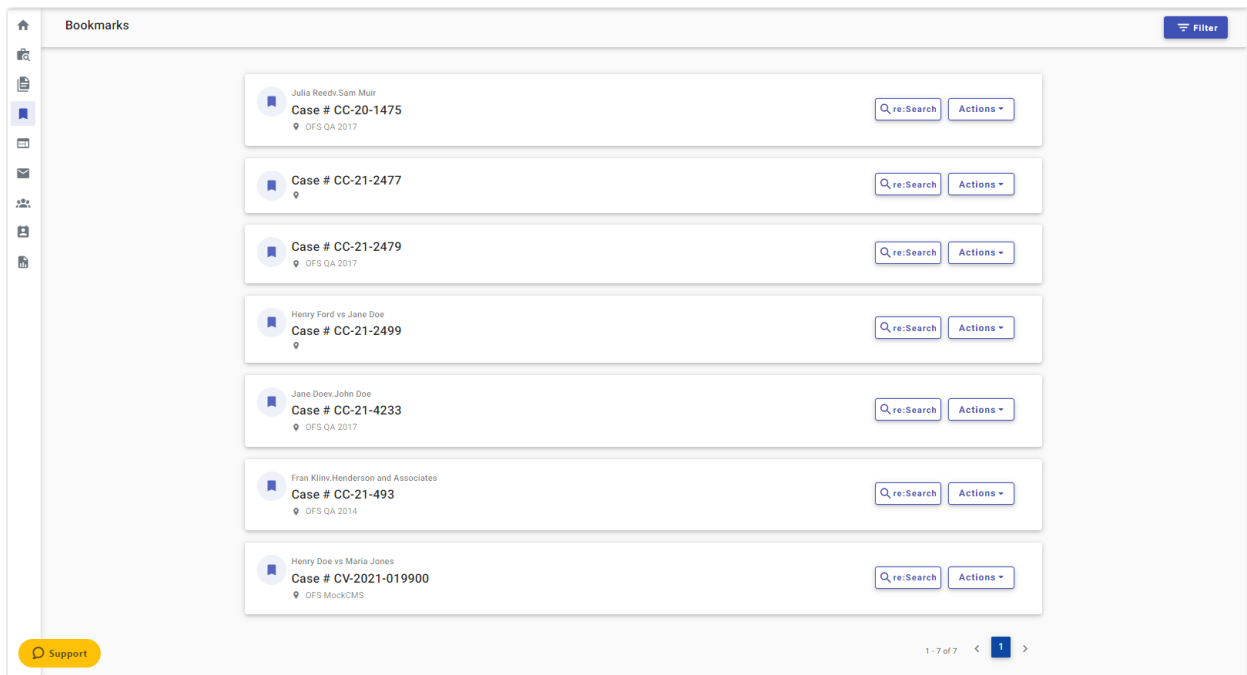 Bookmarks
Filter
Julia Reedv.Sam Muir
Case # CC-20-1475
OFS QA 2017
re:Search
Actions
Case # CC-21-2477
re:Search
Actions
Case # CC-21-2479
OFS QA 2017
re:Search
Actions
Henry Ford vs Jane Doe
Case # CC-21-2499
re:Search
Actions
Jane Doev.John Doe
Case # CC-21-4233
OFS QA 2017
re:Search
Actions
Fran Klinv.Henderson and Associates
Case # CC-21-493
OFS QA 2014
re:Search
Actions
Henry Doe vs Maria Jones
Case # CV-2021-019900
OFS MockCMS
re:Search
Actions
Support
1 - 7 of 7
1